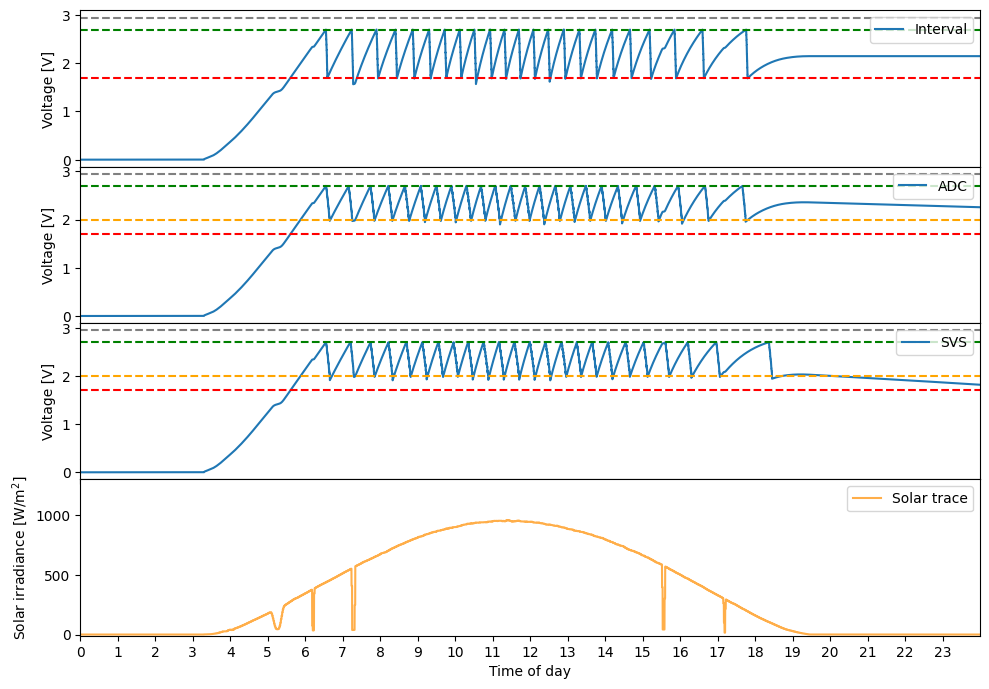 3
2
1
0
Voltage [V]
Interval
3
2
1
0
Voltage [V]
ADC
3
2
1
0
Voltage [V]
SVS
1000
500
0
Solar irradiance [W/m²]
Solar trace
0 1 2 3 4 5 6 7 8 9 10 11 12 13 14 15 16 17 18 19 20 21 22 23
Time of day